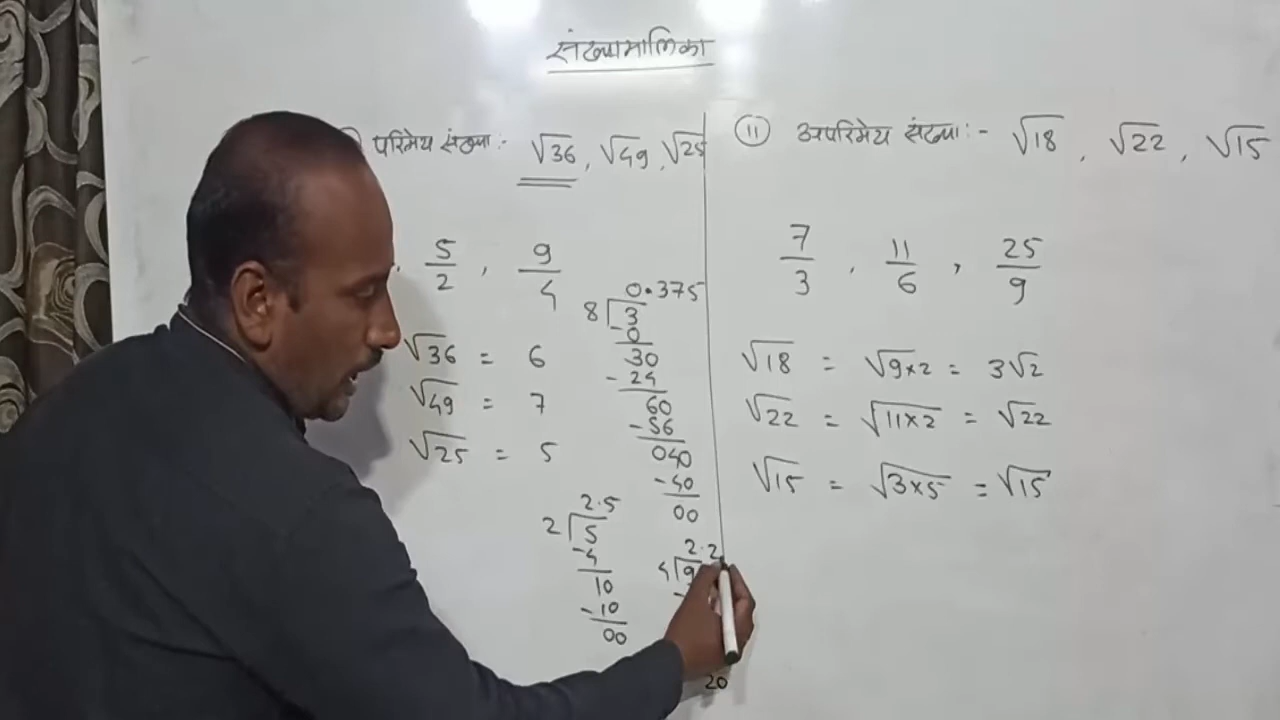 संख्यामालिका
परिमेय संख्या:- √36, √49, √25
5/2, 9/4
√36 = 6
√49 = 7
√25 = 5
0.375
8 3
- 0
30
- 24
60
- 56
040
- 40
00
2.5
2 5
- 4
10
- 10
00
2.2
4 9
20
(11) अपरिमेय संख्या:- √18, √22, √15
7/3, 11/6, 25/9
√18 = √9×2 = 3√2
√22 = √11×2 = √22
√15 = √3×5 = √15